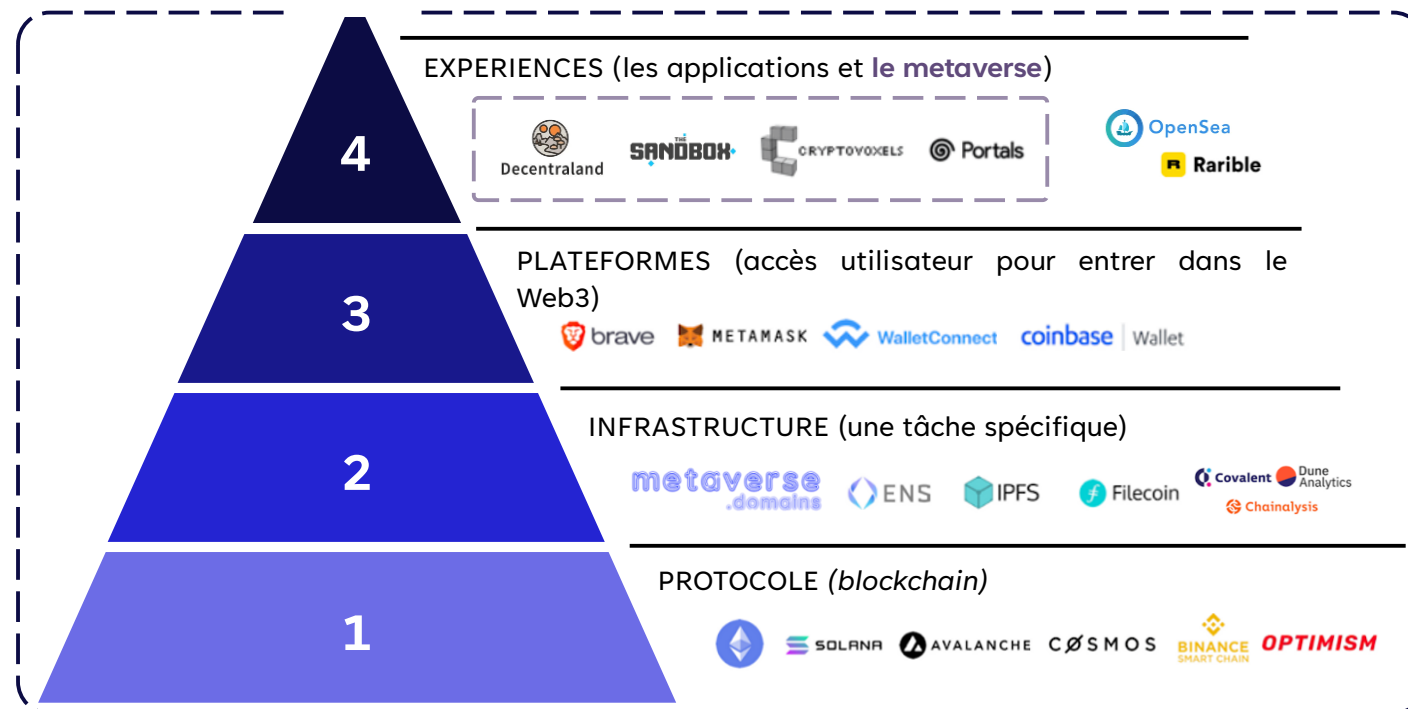 4
EXPERIENCES (les applications et le metaverse)
Decentraland
THE
SANDBOX
CRYPTOVOXELS
Portals
OpenSea
R Rarible
3
PLATEFORMES (accès utilisateur pour entrer dans le
Web3)
brave
METAMASK
WalletConnect
coinbase | Wallet
2
INFRASTRUCTURE (une tâche spécifique)
metaverse
.domains
ENS
IPFS
Filecoin
Covalent
Dune
Analytics
Chainalysis
1
PROTOCOLE (blockchain)
SOLANA
AVALANCHE
CØSMOS
BINANCE
SMART CHAIN
OPTIMISM